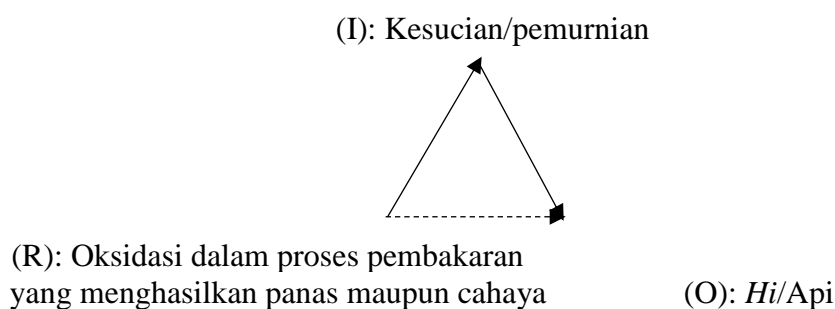 (I): Kesucian/pemurnian
(R): Oksidasi dalam proses pembakaran
yang menghasilkan panas maupun cahaya (O): Hi/Api